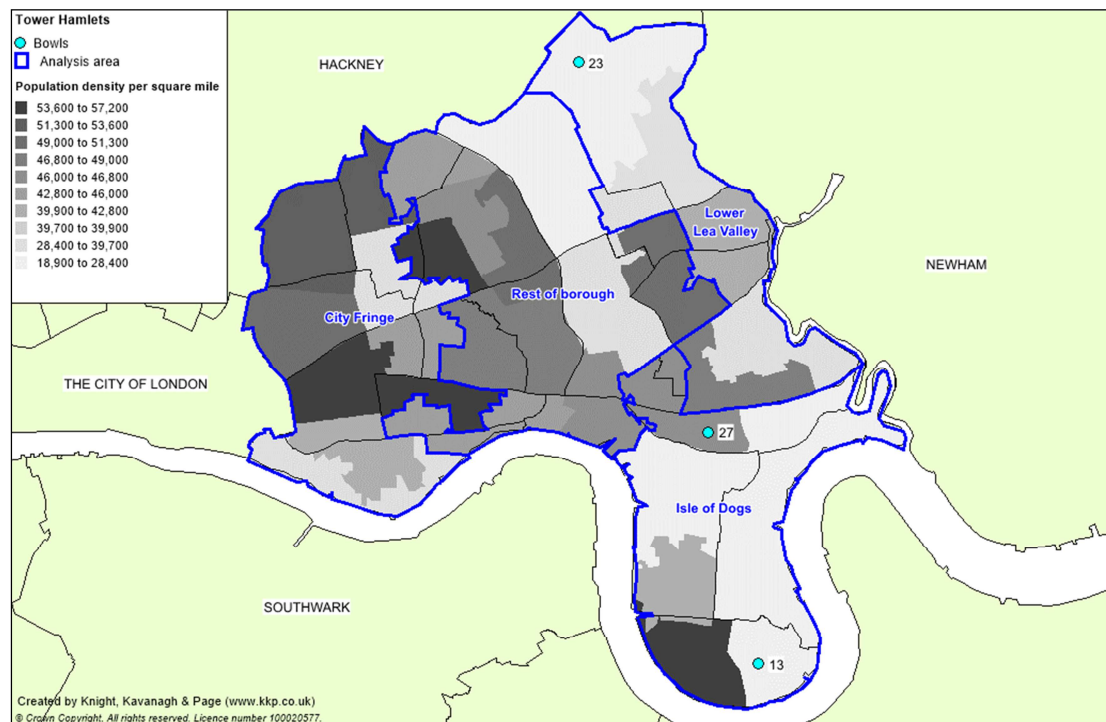 Tower Hamlets
Bowls
Analysis area
Population density per square mile
53,600 to 57,200
51,300 to 53,600
49,000 to 51,300
46,800 to 49,000
46,000 to 46,800
42,800 to 46,000
39,900 to 42,800
39,700 to 39,900
28,400 to 39,700
18,900 to 28,400
HACKNEY
23
Lower
Lea Valley
NEWHAM
Rest of borough
City Fringe
THE CITY OF LONDON
27
Isle of Dogs
SOUTHWARK
13
Created by Knight, Kavanagh & Page (www.kkp.co.uk)
© Crown Copyright. All rights reserved. Licence number 100020577.